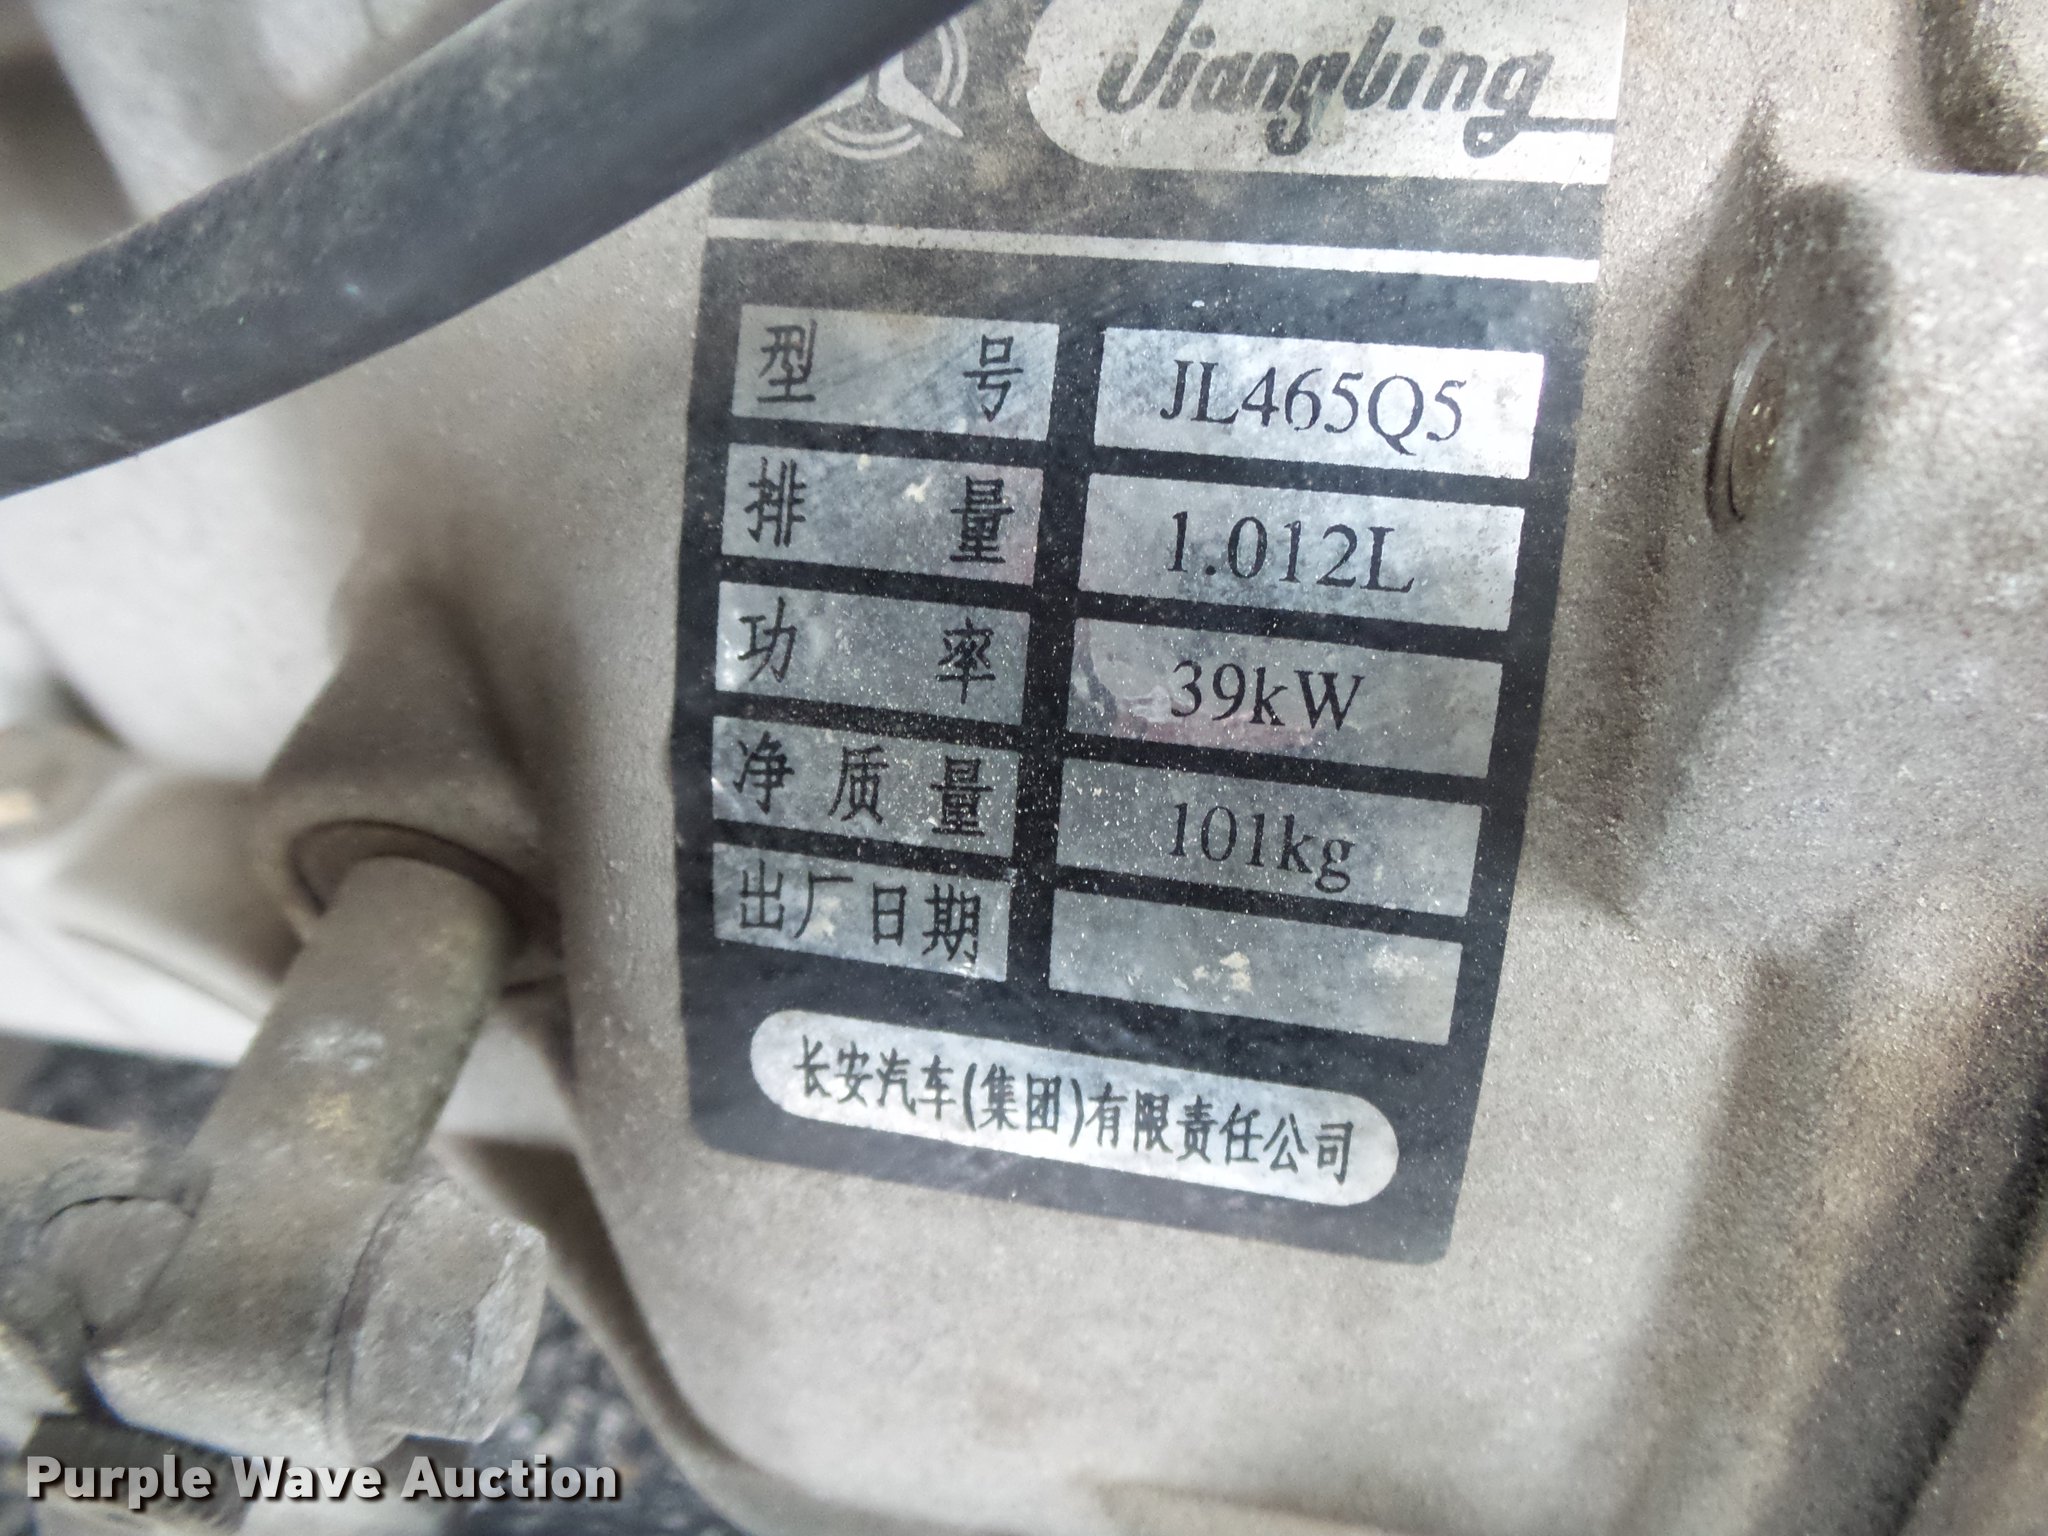 Jiangbing
型号 JL465Q5
排量 1.012L
功率 39kW
净质量 101kg
出厂日期
长安汽车(集团)有限责任公司
Purple Wave Auction